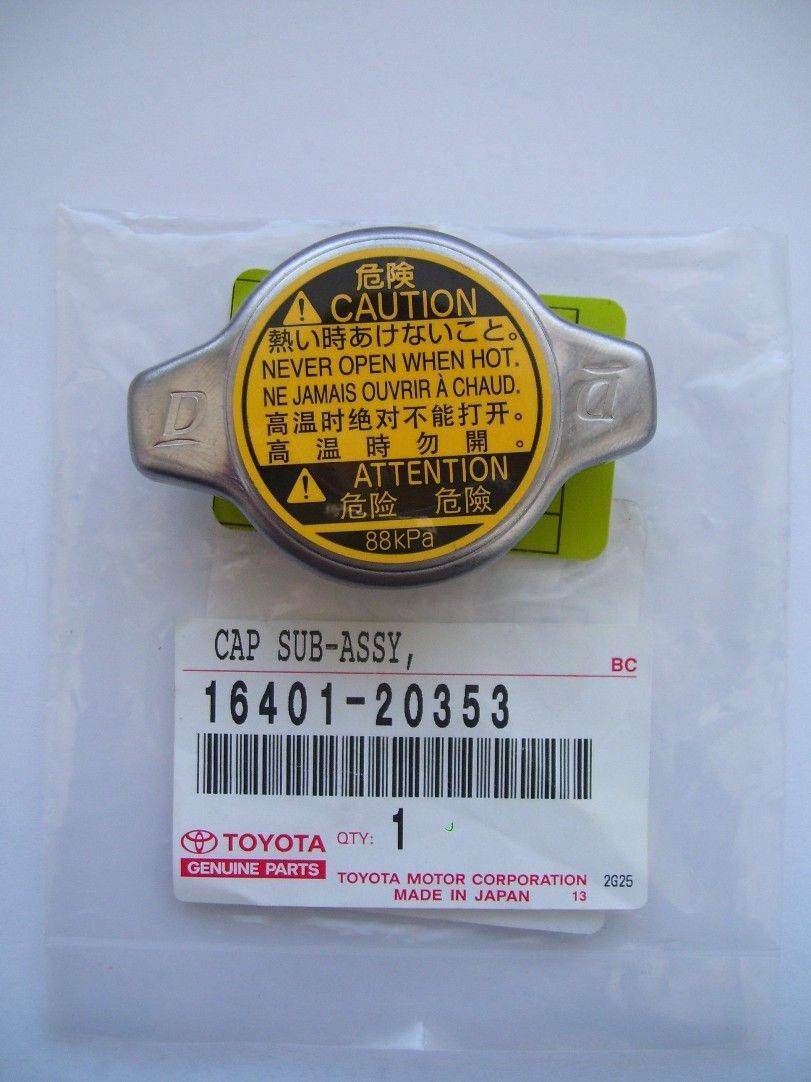 危険
CAUTION
熱い時あけないこと。
NEVER OPEN WHEN HOT.
NE JAMAIS OUVRIR À CHAUD.
高温时绝对不能打开。
高温時勿開。
ATTENTION
危险 危險
88kPa
D
CAP SUB-ASSY,
BC
16401-20353
TOYOTA
QTY: 1
GENUINE PARTS
TOYOTA MOTOR CORPORATION 2G25
MADE IN JAPAN 13